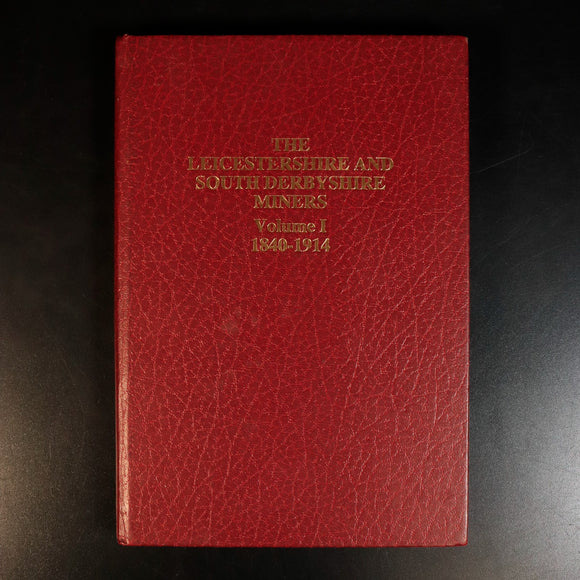 THE
LEICESTERSHIRE AND
SOUTH DERBYSHIRE
MINERS
Volume I
1840-1914